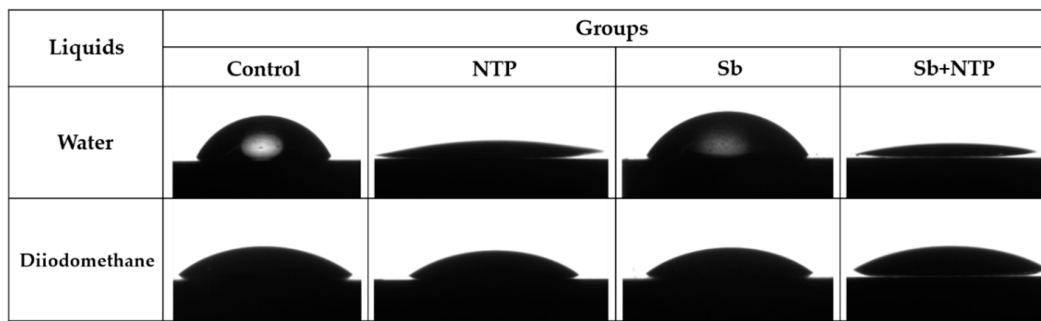 Liquids
Groups
Control
NTP
Sb
Sb+NTP
Water
Diiodomethane